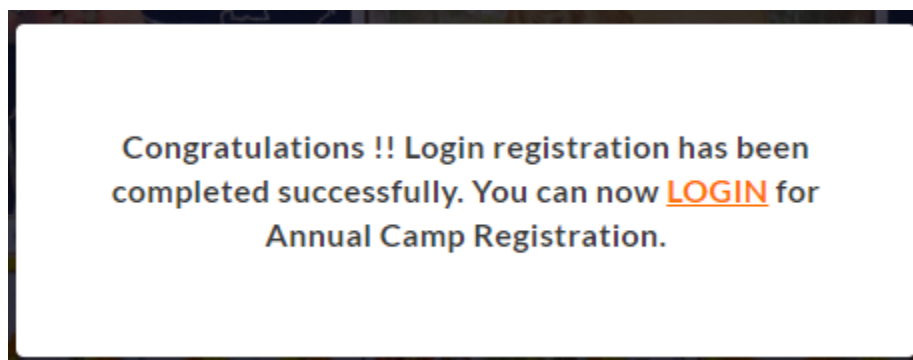 Congratulations !! Login registration has been
completed successfully. You can now LOGIN for
Annual Camp Registration.